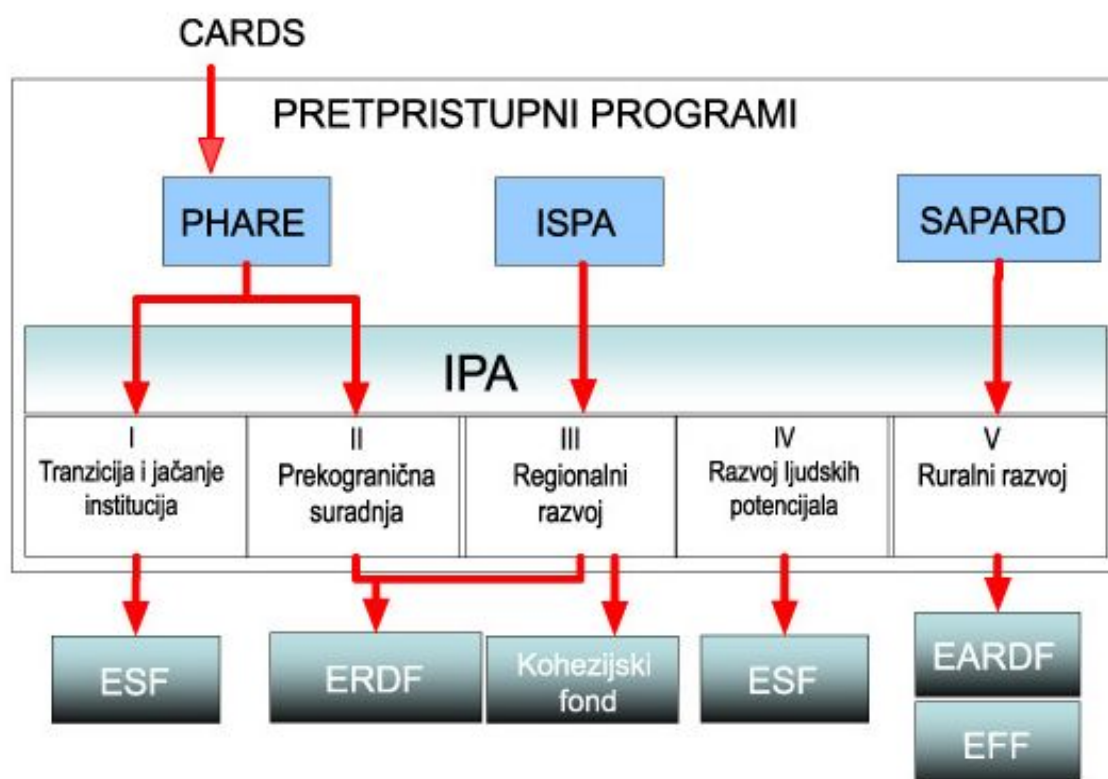 CARDS
PRETPRISTUPNI PROGRAMI
PHARE
ISPA
SAPARD
IPA
I
Tranzicija i jačanje
institucija
II
Prekogranična
suradnja
III
Regionalni
razvoj
IV
Razvoj ljudskih
potencijala
V
Ruralni razvoj
ESF
ERDF
Kohezijski
fond
ESF
EARDF
EFF